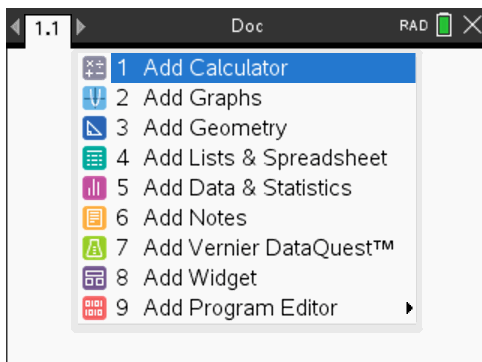 1.1 Doc RAD
1 Add Calculator
2 Add Graphs
3 Add Geometry
4 Add Lists & Spreadsheet
5 Add Data & Statistics
6 Add Notes
7 Add Vernier DataQuest™
8 Add Widget
9 Add Program Editor